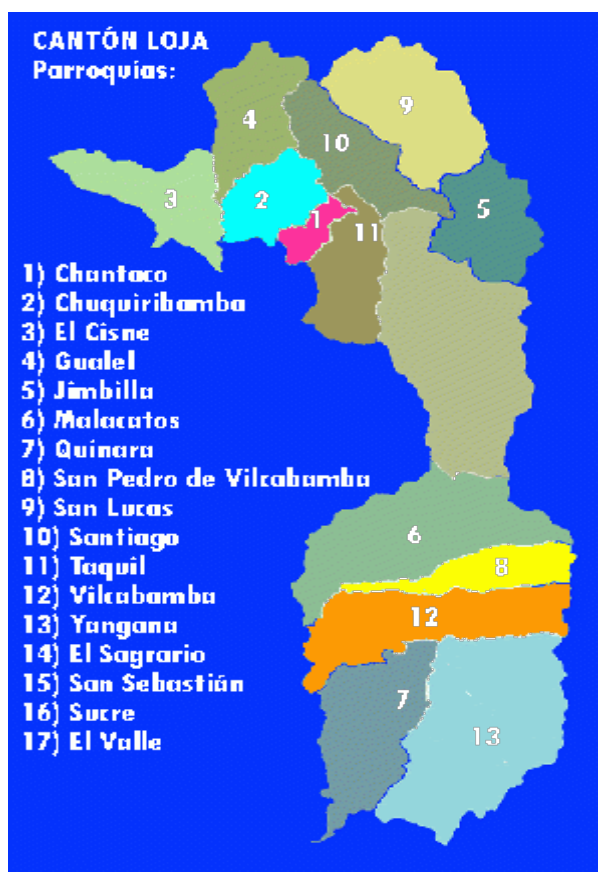 CANTÓN LOJA
Parroquias:
9
4
10
3
2
1
5
11
1) Chantaco
2) Chuquiribamba
3) El Cisne
4) Gualel
5) Jimbilla
6) Malacatos
7) Quinara
8) San Pedro de Vilcabamba
9) San Lucas
10) Santiago
11) Taquil
12) Vilcabamba
13) Yangana
14) El Sagrario
15) San Sebastián
16) Sucre
17) El Valle
6
8
12
7
13